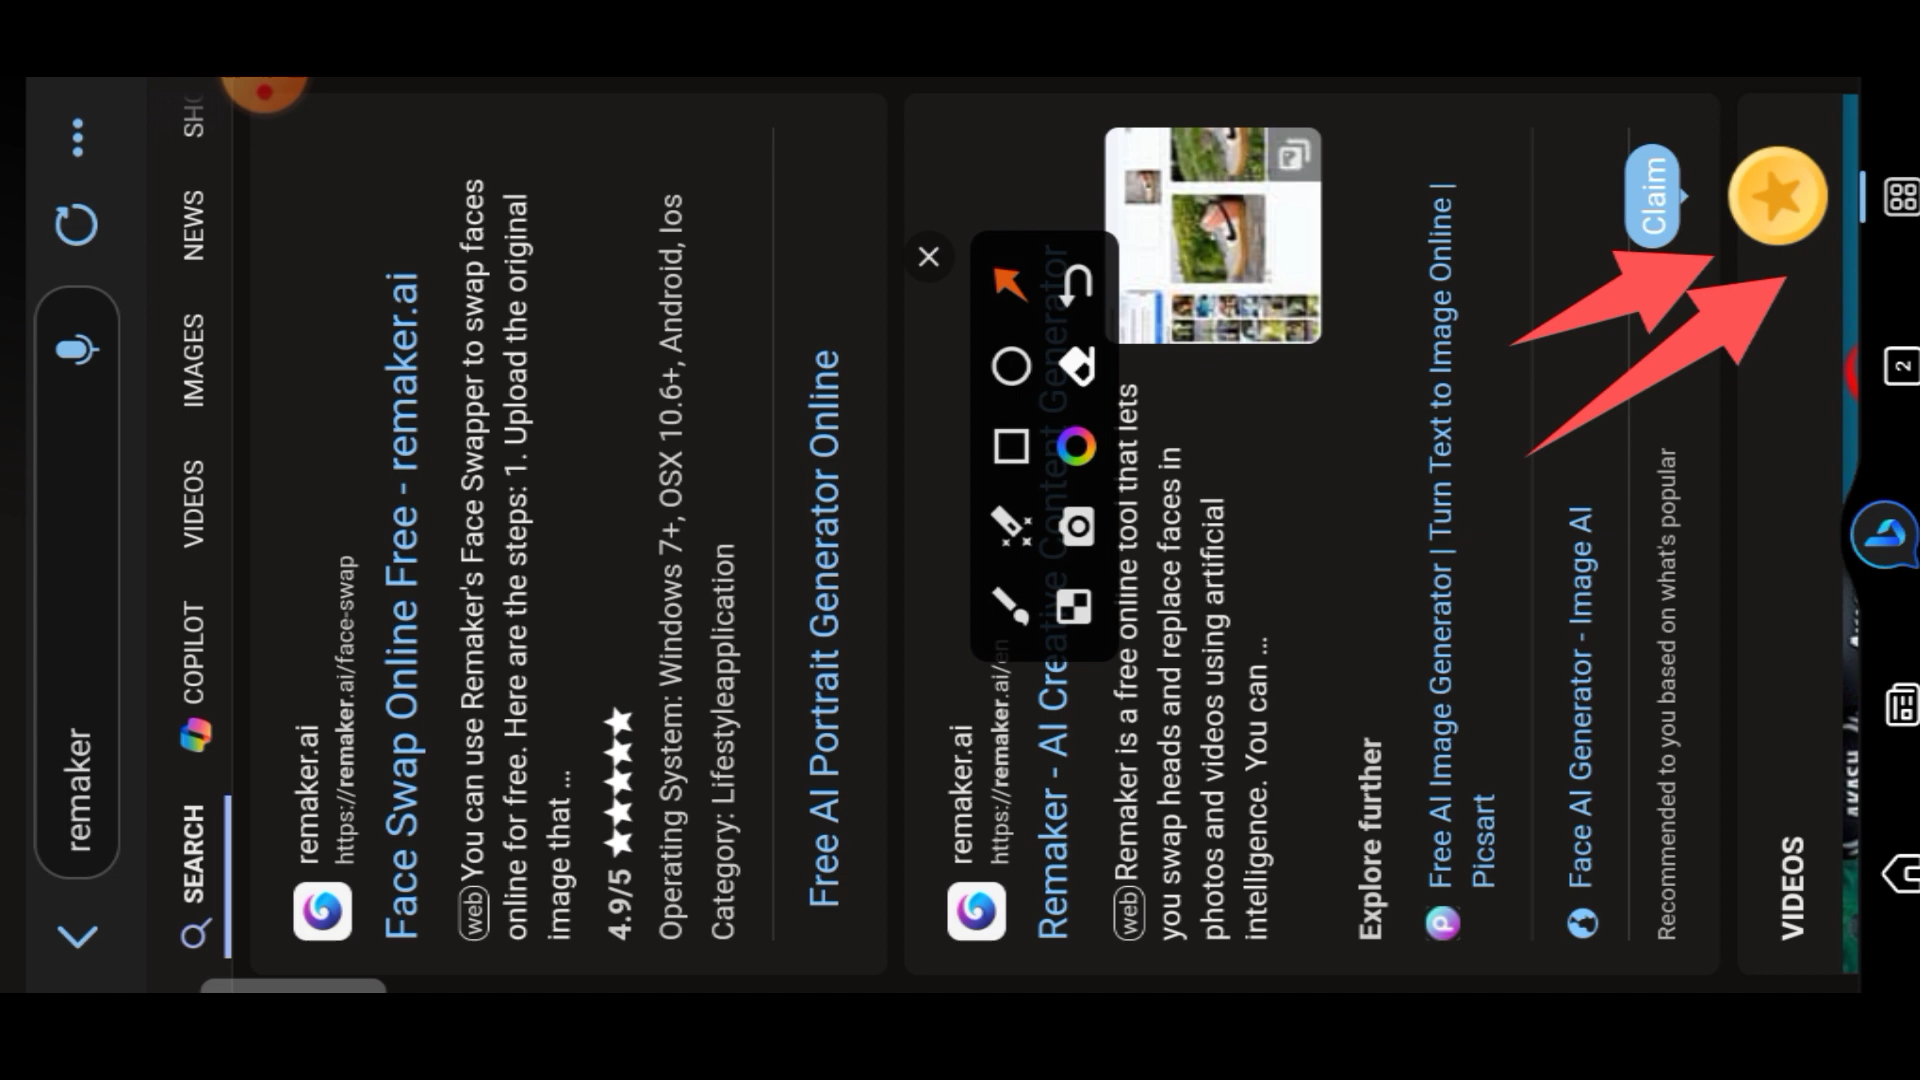 remaker
SEARCH
COPILOT
VIDEOS
IMAGES
NEWS
remaker.ai
https://remaker.ai/face-swap
Face Swap Online Free - remaker.ai
web You can use Remaker's Face Swapper to swap faces
online for free. Here are the steps: 1. Upload the original
image that ...
4.9/5 ★★★★★
Operating System: Windows 7+, OSX 10.6+, Android, Ios
Category: Lifestyleapplication
Free AI Portrait Generator Online
remaker.ai
https://remaker.ai/en
Remaker - AI Creative Content Generator
web Remaker is a free online tool that lets
you swap heads and replace faces in
photos and videos using artificial
intelligence. You can ...
Explore further
Free AI Image Generator | Turn Text to Image Online |
Picsart
Face AI Generator - Image AI
Recommended to you based on what's popular
Claim
VIDEOS
2